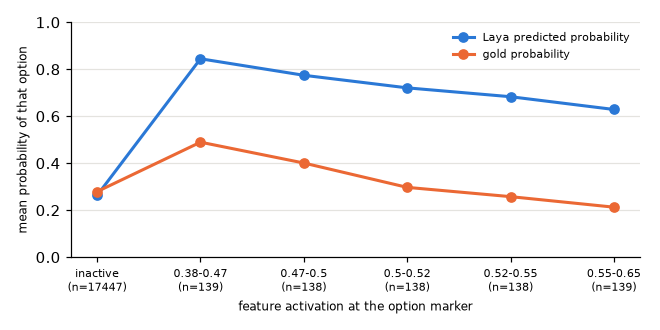 mean probability of that option
1.0
0.8
0.6
0.4
0.2
0.0
Laya predicted probability
gold probability
inactive
(n=17447)
0.38-0.47
(n=139)
0.47-0.5
(n=138)
0.5-0.52
(n=138)
0.52-0.55
(n=138)
0.55-0.65
(n=139)
feature activation at the option marker